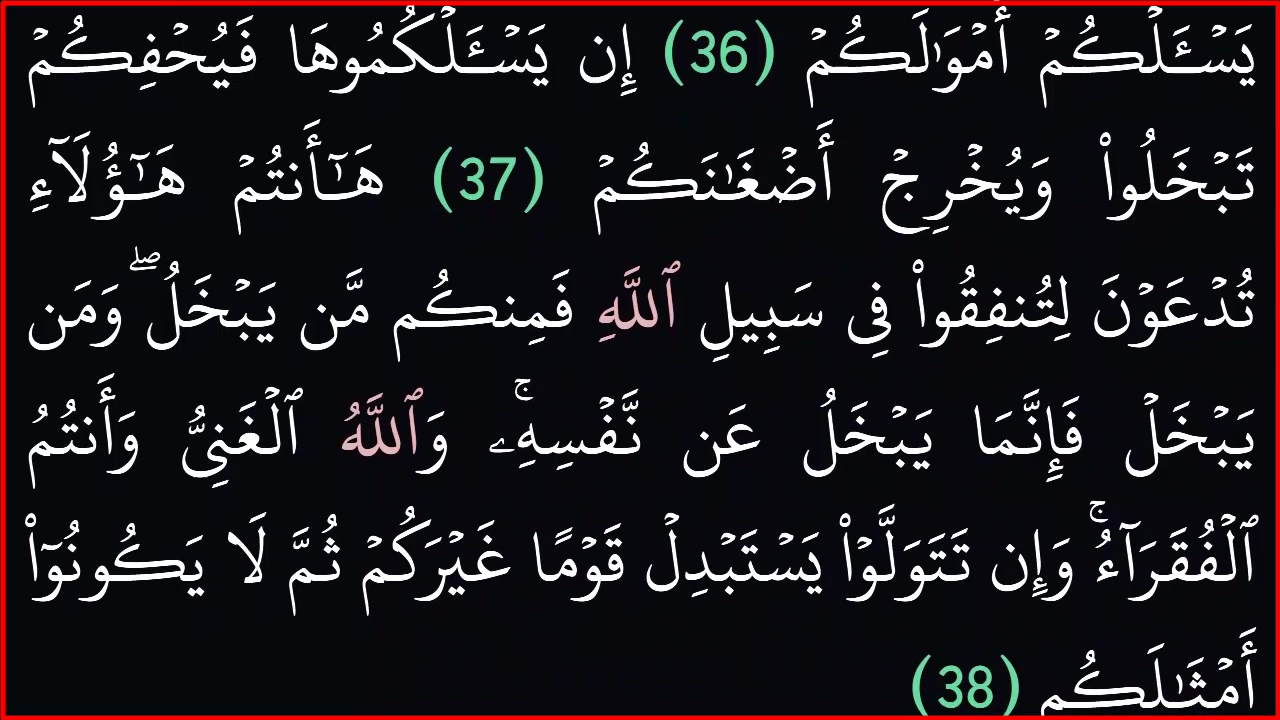 يَسْـَٔلْكُمْ أَمْوَٰلَكُمْ (36) إِن يَسْـَٔلْكُمُوهَا فَيُحْفِكُمْ
تَبْخَلُوا۟ وَيُخْرِجْ أَضْغَـٰنَكُمْ (37) هَـٰٓأَنتُمْ هَـٰٓؤُلَآءِ
تُدْعَوْنَ لِتُنفِقُوا۟ فِى سَبِيلِ ٱللَّهِ فَمِنكُم مَّن يَبْخَلُ ۖ وَمَن
يَبْخَلْ فَإِنَّمَا يَبْخَلُ عَن نَّفْسِهِۦ ۚ وَٱللَّهُ ٱلْغَنِىُّ وَأَنتُمُ
ٱلْفُقَرَآءُ ۚ وَإِن تَتَوَلَّوْا۟ يَسْتَبْدِلْ قَوْمًا غَيْرَكُمْ ثُمَّ لَا يَكُونُوٓا۟
أَمْثَـٰلَكُم (38)